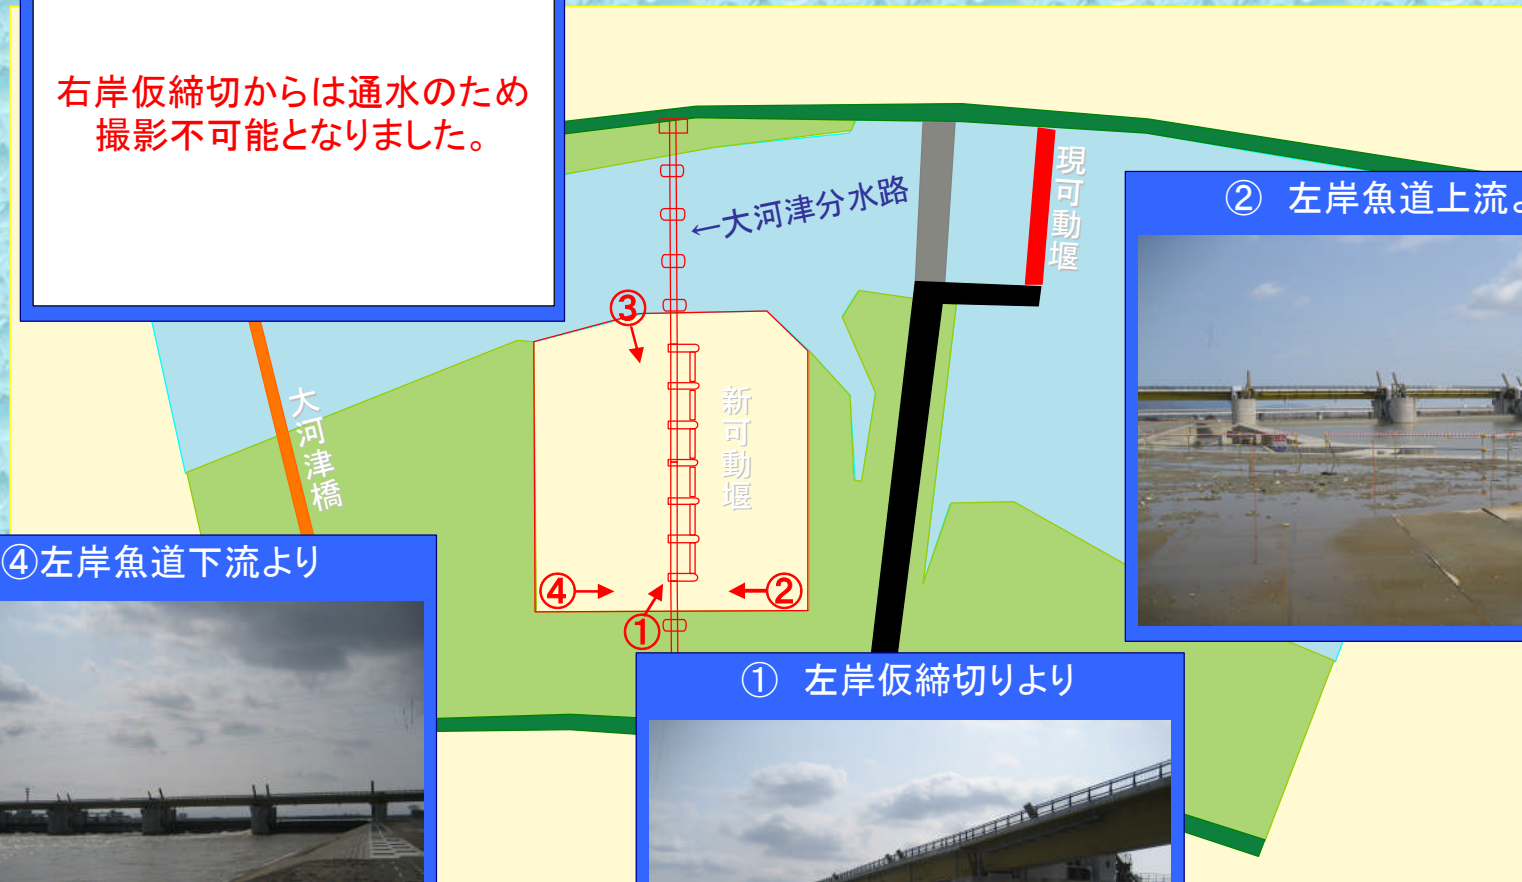 右岸仮締切からは通水のため
撮影不可能となりました。
←大河津分水路
現可動堰
② 左岸魚道上流
③
大河津橋
新可動堰
④左岸魚道下流より
④
②
①
① 左岸仮締切りより